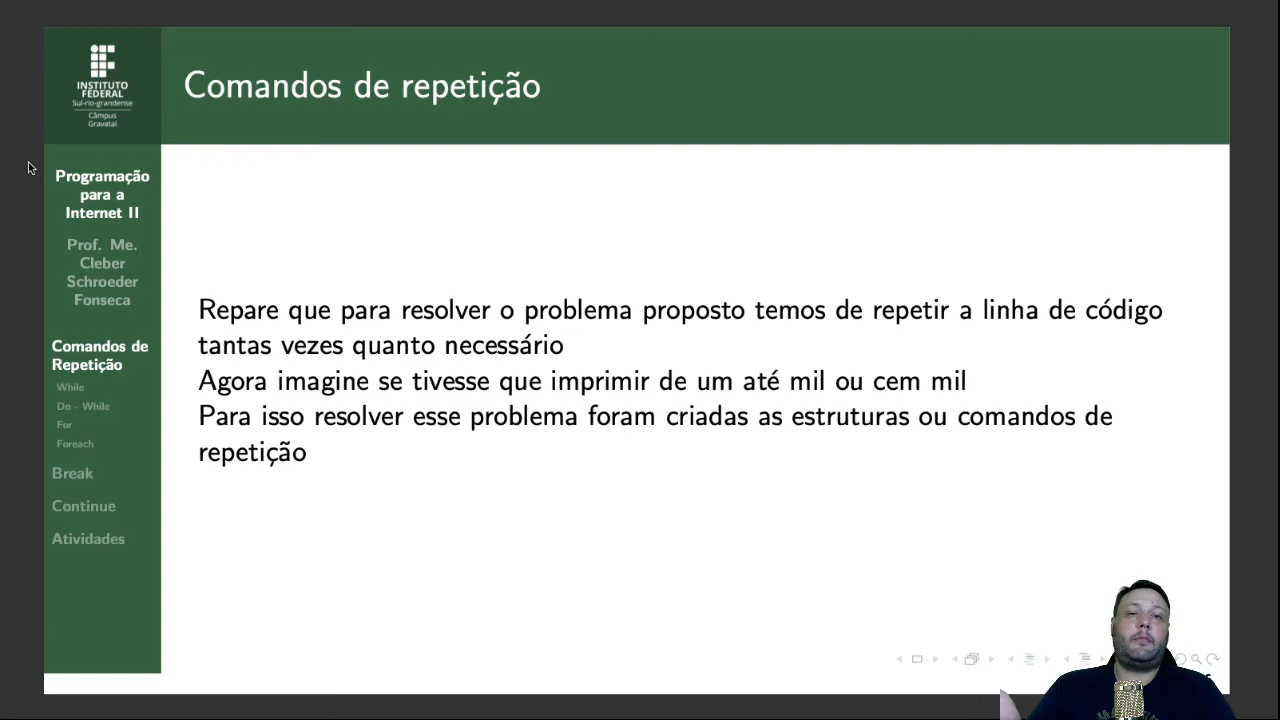 INSTITUTO
FEDERAL
Sul-rio-grandense
Câmpus
Gravataí
Comandos de repetição
Programação
para a
Internet II
Prof. Me.
Cleber
Schroeder
Fonseca
Comandos de
Repetição
While
Do - While
For
Foreach
Break
Continue
Atividades
Repare que para resolver o problema proposto temos de repetir a linha de código
tantas vezes quanto necessário
Agora imagine se tivesse que imprimir de um até mil ou cem mil
Para isso resolver esse problema foram criadas as estruturas ou comandos de
repetição